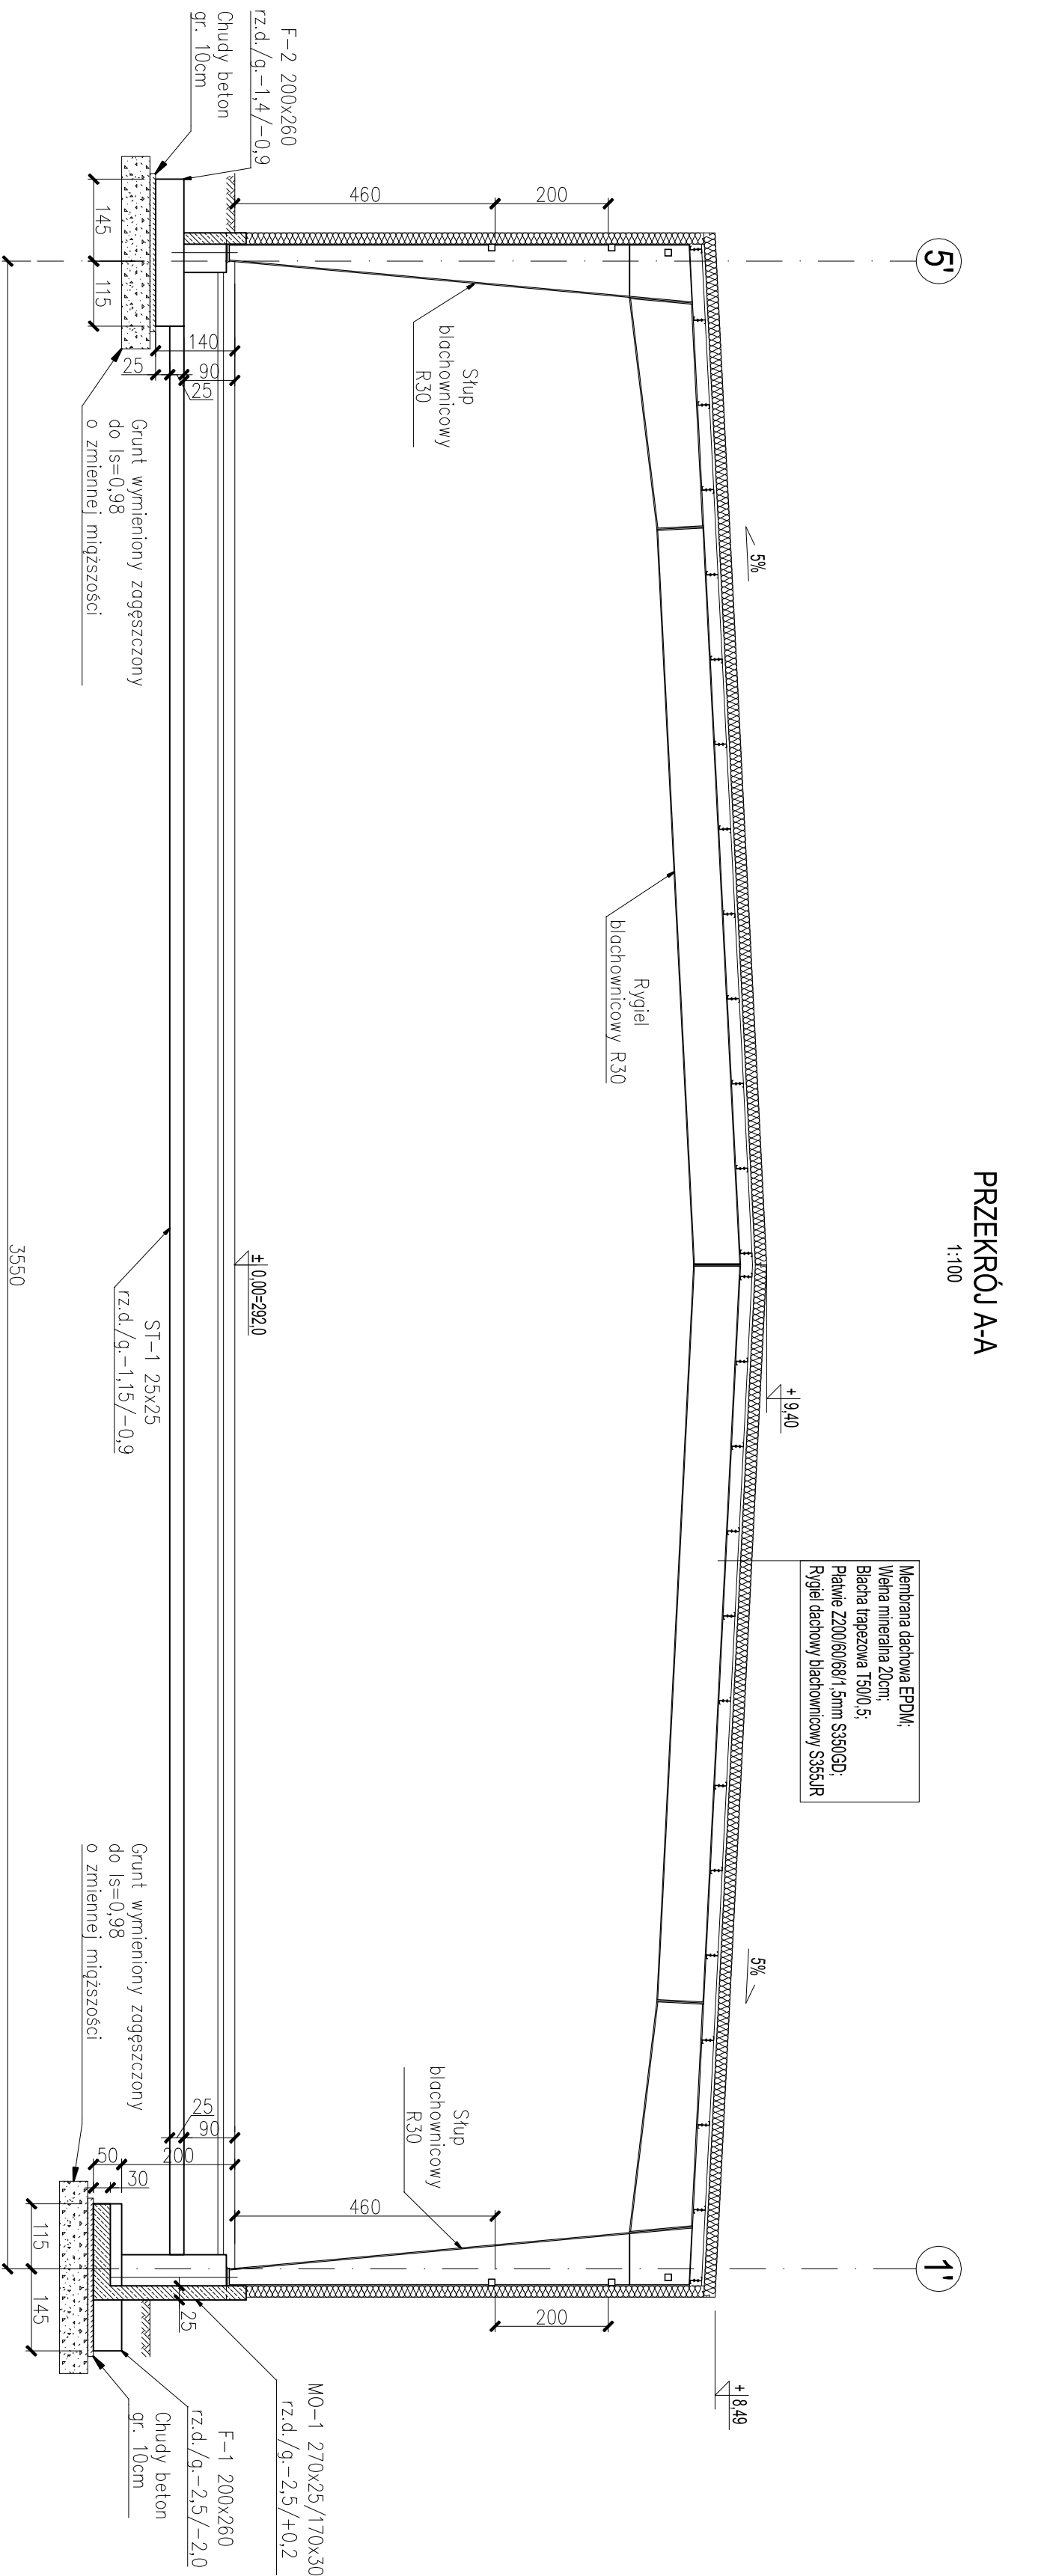 PRZEKRÓJ A-A
1:100
5'
1'
Membrana dachowa EPDM;
Wełna mineralna 20cm;
Blacha trapezowa T50/0,5;
Płatwie Z200/60/68/1,5mm S350GD;
Rygiel dachowy blachownicowy S355JR
+ 9,40
+ 8,49
5%
5%
200
460
Słup
blachownicowy
R30
Rygiel
blachownicowy R30
Słup
blachownicowy
R30
460
200
± 0,00=292,0
F-2 200x260
rz.d./g.-1,4/-0,9
Chudy beton
gr. 10cm
140
90
25
25
145
115
Grunt wymieniony zagęszczony
do Is=0,98
o zmiennej miąższości
ST-1 25x25
rz.d./g.-1,15/-0,9
Grunt wymieniony zagęszczony
do Is=0,98
o zmiennej miąższości
25
90
50
200
30
25
115
145
MO-1 270x25/170x30
rz.d./g.-2,5/+0,2
F-1 200x260
rz.d./g.-2,5/-2,0
Chudy beton
gr. 10cm
3550